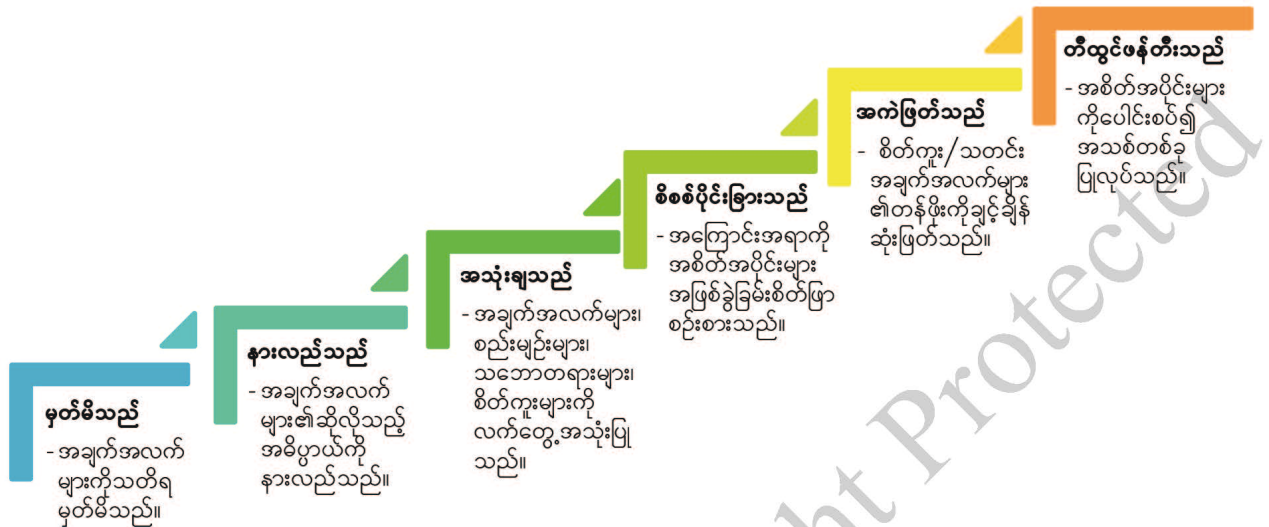 မှတ်မိသည်
- အချက်အလက်
များကိုသတိရ
မှတ်မိသည်။
နားလည်သည်
- အချက်အလက်
များ၏ဆိုလိုသည့်
အဓိပ္ပာယ်ကို
နားလည်သည်။
အသုံးချသည်
- အချက်အလက်များ၊
စည်းမျဉ်းများ၊
သဘောတရားများ၊
စိတ်ကူးများကို
လက်တွေ့အသုံးပြု
သည်။
စိစစ်ပိုင်းခြားသည်
- အကြောင်းအရာကို
အစိတ်အပိုင်းများ
အဖြစ်ခွဲခြမ်းစိတ်ဖြာ
စဉ်းစားသည်။
အကဲဖြတ်သည်
- စိတ်ကူး/သတင်း
အချက်အလက်များ
၏တန်ဖိုးကိုချင့်ချိန်
ဆုံးဖြတ်သည်။
တီထွင်ဖန်တီးသည်
- အစိတ်အပိုင်းများ
ကိုပေါင်းစပ်၍
အသစ်တစ်ခု
ပြုလုပ်သည်။
ht Protected